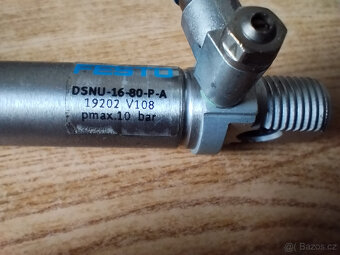 FESTO
DSNU-16-80-P-A
19202 V108
pmax.10 bar
Bazos.cz